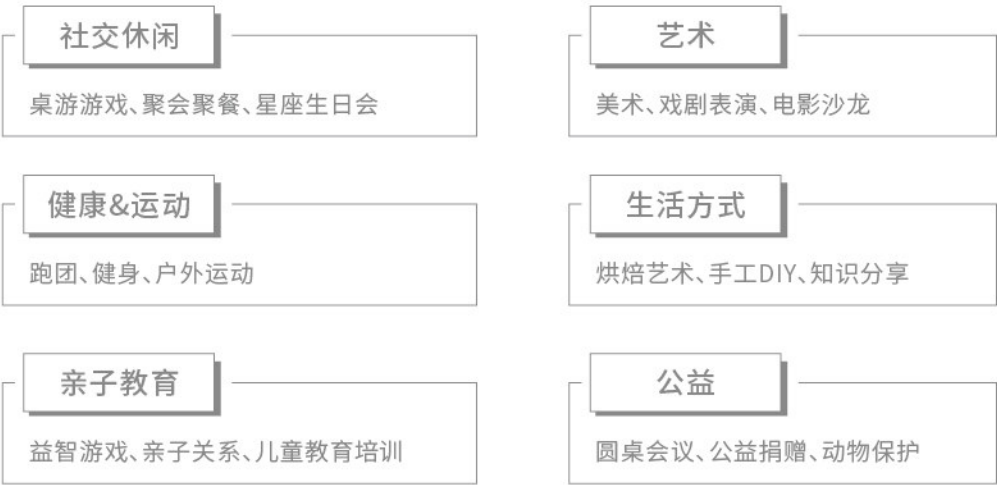 社交休闲
桌游游戏、聚会聚餐、星座生日会
艺术
美术、戏剧表演、电影沙龙
健康&运动
跑团、健身、户外运动
生活方式
烘焙艺术、手工DIY、知识分享
亲子教育
益智游戏、亲子关系、儿童教育培训
公益
圆桌会议、公益捐赠、动物保护